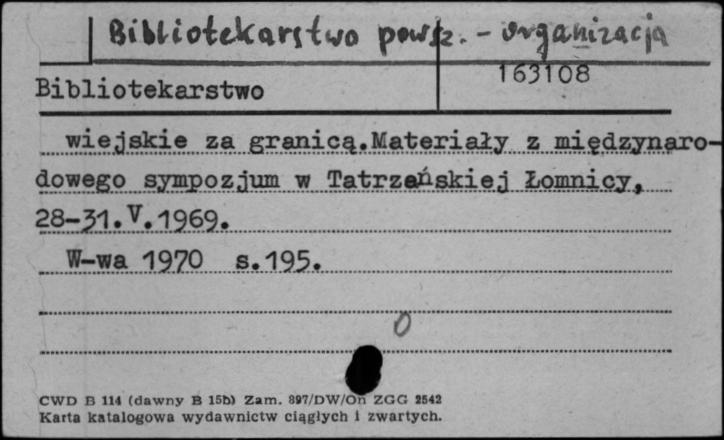 Bibliotekarstwo powsz. - organizacja
163108
Bibliotekarstwo
wiejskie za granicą.Materiały z międzynaro-
dowego sympozjum w Tatrzańskiej Łomnicy,
28-31.V.1969.
W-wa 1970 s.195.
0
CWD B 114 (dawny B 15b) Zam. 897/DW/On ZGG 2542
Karta katalogowa wydawnictw ciągłych i zwartych.